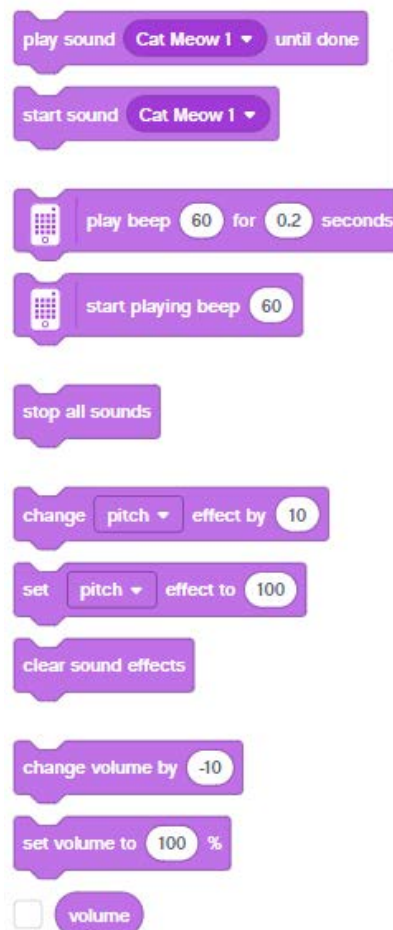 play sound Cat Meow 1 until done
start sound Cat Meow 1
play beep 60 for 0.2 seconds
start playing beep 60
stop all sounds
change pitch effect by 10
set pitch effect to 100
clear sound effects
change volume by -10
set volume to 100 %
volume